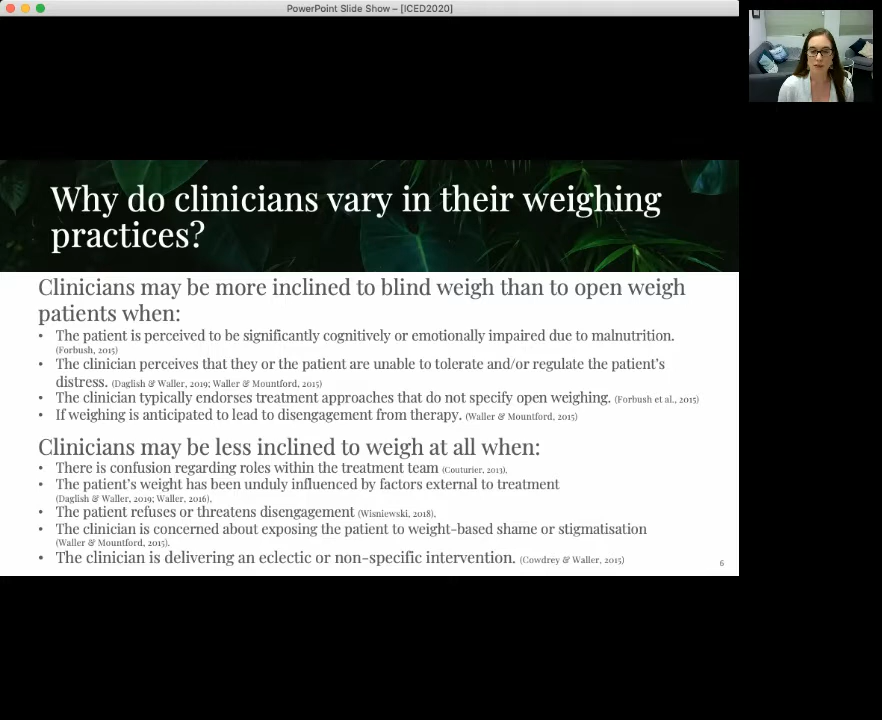 PowerPoint Slide Show – [ICED2020]
Why do clinicians vary in their weighing
practices?
Clinicians may be more inclined to blind weigh than to open weigh
patients when:
• The patient is perceived to be significantly cognitively or emotionally impaired due to malnutrition.
(Forbush, 2015)
• The clinician perceives that they or the patient are unable to tolerate and/or regulate the patient’s
distress. (Daglish & Waller, 2019; Waller & Mountford, 2015)
• The clinician typically endorses treatment approaches that do not specify open weighing. (Forbush et al., 2015)
• If weighing is anticipated to lead to disengagement from therapy. (Waller & Mountford, 2015)
Clinicians may be less inclined to weigh at all when:
• There is confusion regarding roles within the treatment team (Couturier, 2013),
• The patient’s weight has been unduly influenced by factors external to treatment
(Daglish & Waller, 2019; Waller, 2016),
• The patient refuses or threatens disengagement (Wisniewski, 2018),
• The clinician is concerned about exposing the patient to weight-based shame or stigmatisation
(Waller & Mountford, 2015).
• The clinician is delivering an eclectic or non-specific intervention. (Cowdrey & Waller, 2015)
6